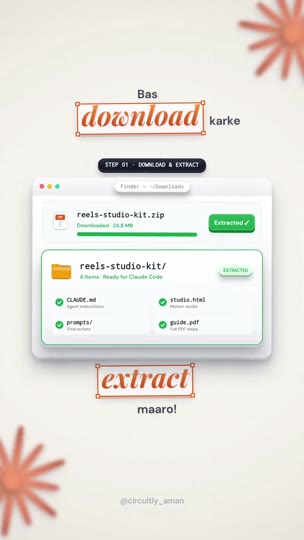 Bas
download karke
STEP 01 · DOWNLOAD & EXTRACT
Finder — ~/Downloads
ZIP
reels-studio-kit.zip
Downloaded · 24.8 MB
Extracted ✓
reels-studio-kit/
4 items · Ready for Claude Code
EXTRACTED
CLAUDE.md
Agent instructions
studio.html
Motion studio
prompts/
Viral scripts
guide.pdf
Full PDF steps
extract
maaro!
@circuitly_aman